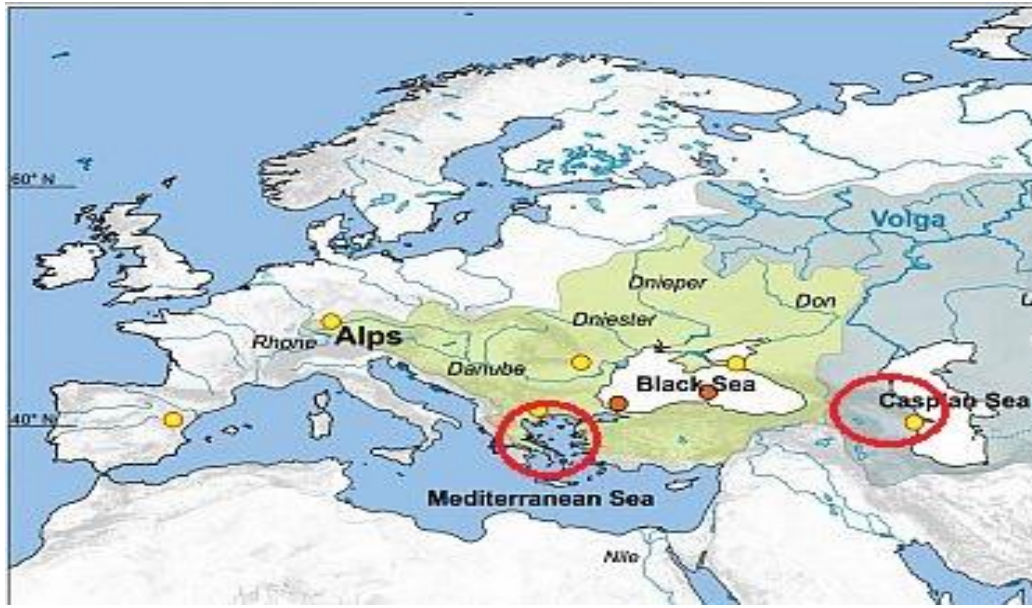 60° N
Volga
Dnieper
Don
Dniester
Rhone
Alps
Danube
Black Sea
Caspian Sea
40° N
Mediterranean Sea
Nile